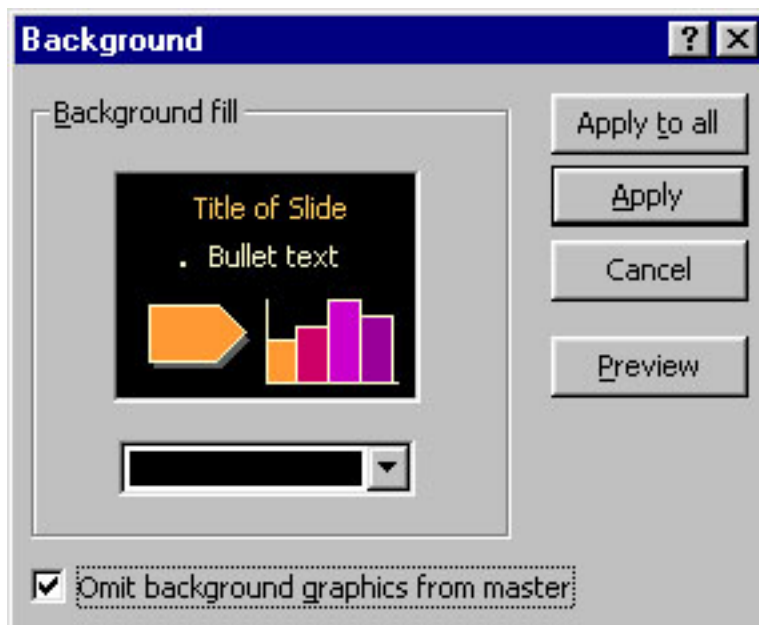 Background
Background fill
Title of Slide
. Bullet text
Apply to all
Apply
Cancel
Preview
Omit background graphics from master